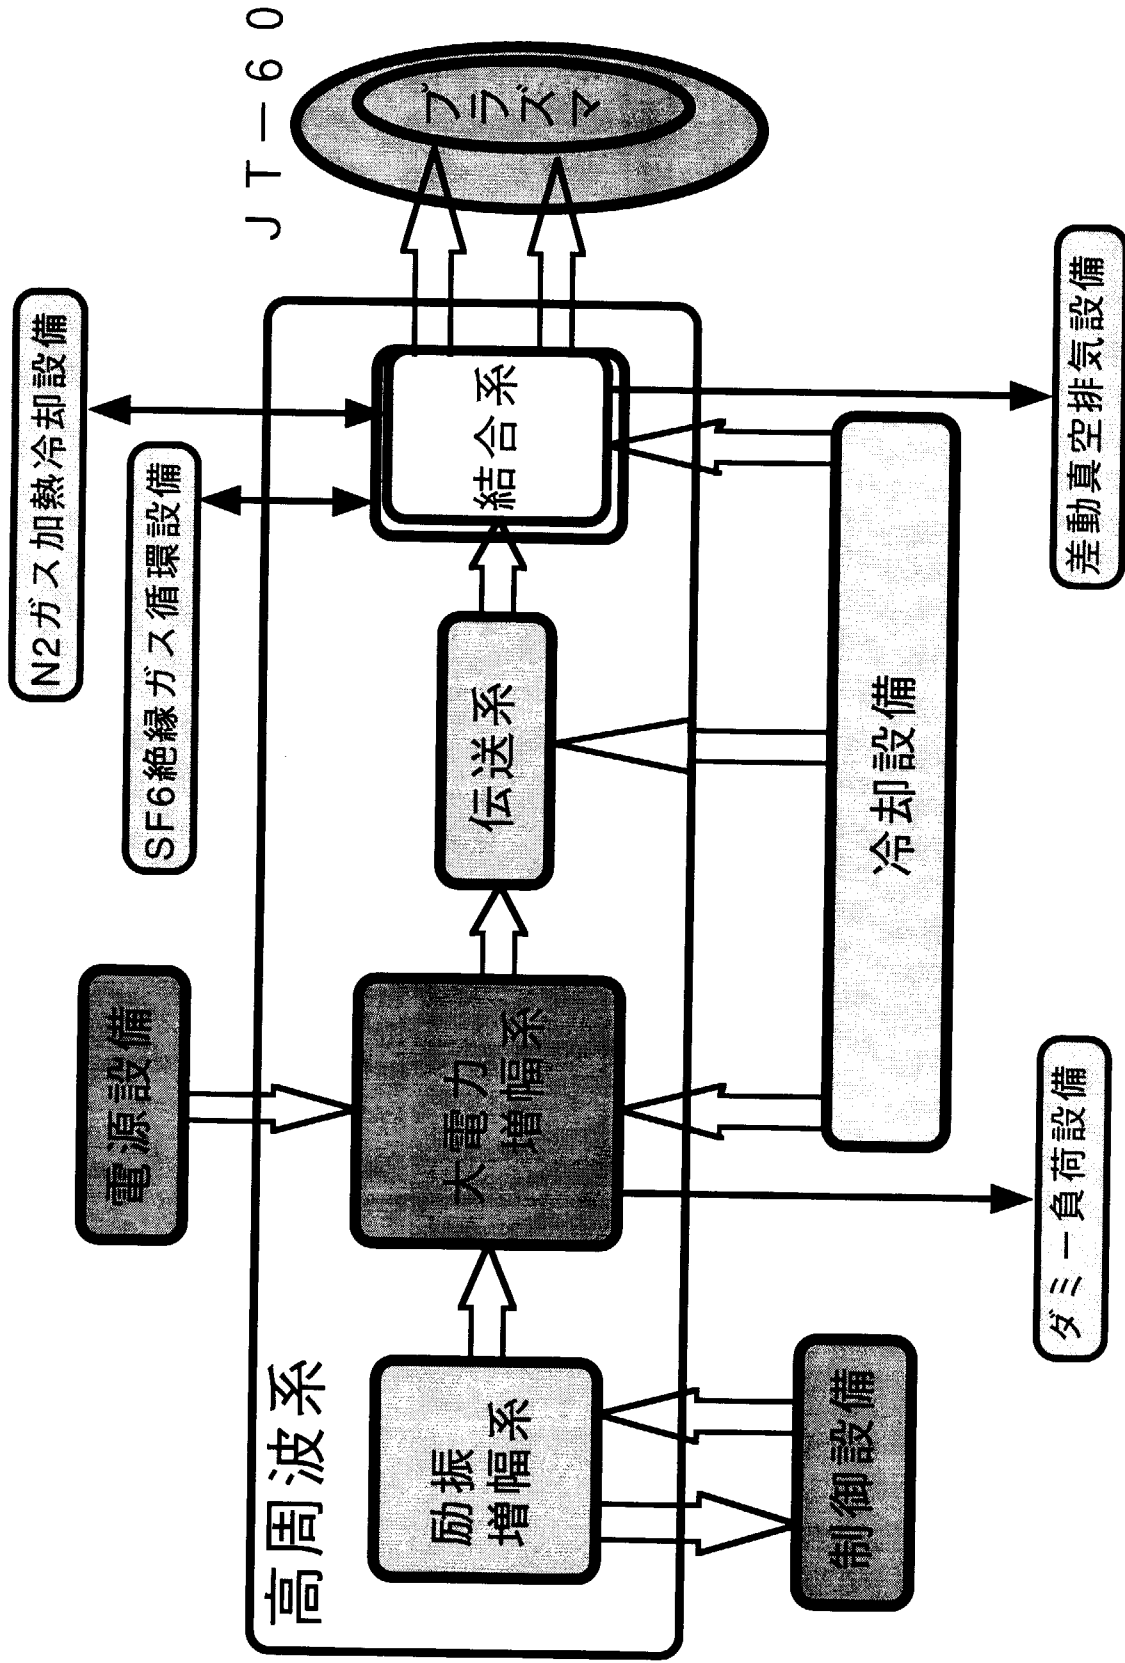 JT-60
プラズマ
N2ガス加熱冷却設備
SF6絶縁ガス循環設備
電源設備
高周波系
励振
増幅系
大電力
増幅系
伝送系
結合系
冷却設備
制御設備
ダミー負荷設備
差動真空排気設備